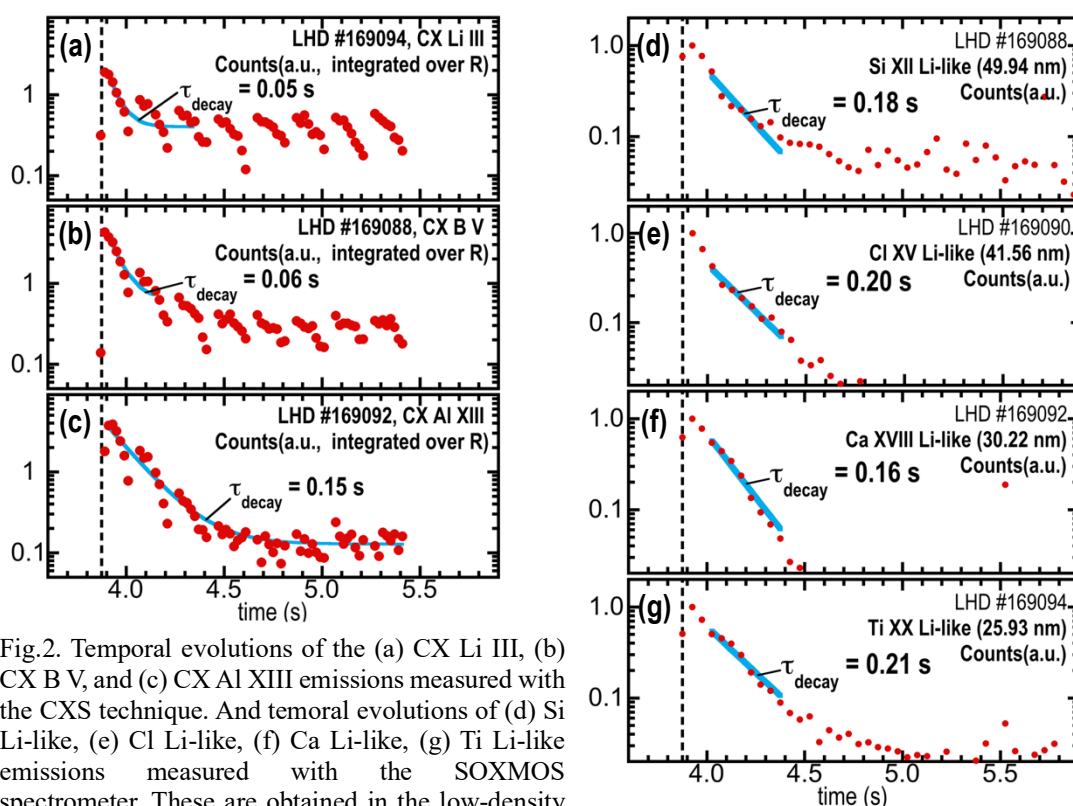 (a)
LHD #169094, CX Li III
Counts(a.u., integrated over R)
τdecay = 0.05 s
1
0.1
(b)
LHD #169088, CX B V
Counts(a.u., integrated over R)
τdecay = 0.06 s
1
0.1
(c)
LHD #169092, CX Al XIII
Counts(a.u., integrated over R)
τdecay = 0.15 s
1
0.1
4.0 4.5 5.0 5.5
time (s)
Fig.2. Temporal evolutions of the (a) CX Li III, (b)
CX B V, and (c) CX Al XIII emissions measured with
the CXS technique. And temoral evolutions of (d) Si
Li-like, (e) Cl Li-like, (f) Ca Li-like, (g) Ti Li-like
emissions measured with the SOXMOS
spectrometer. These are obtained in the low-density
(d)
LHD #169088
Si XII Li-like (49.94 nm)
Counts(a.u.)
τdecay = 0.18 s
1.0
0.1
(e)
LHD #169090
Cl XV Li-like (41.56 nm)
Counts(a.u.)
τdecay = 0.20 s
1.0
0.1
(f)
LHD #169092
Ca XVIII Li-like (30.22 nm)
Counts(a.u.)
τdecay = 0.16 s
1.0
0.1
(g)
LHD #169094
Ti XX Li-like (25.93 nm)
Counts(a.u.)
τdecay = 0.21 s
1.0
0.1
4.0 4.5 5.0 5.5
time (s)